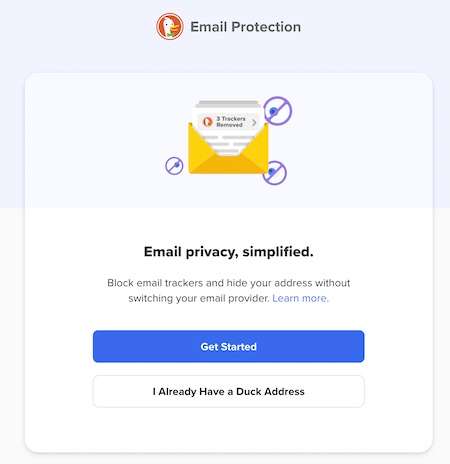 Email Protection
3 Trackers
Removed
Email privacy, simplified.
Block email trackers and hide your address without
switching your email provider. Learn more.
Get Started
I Already Have a Duck Address